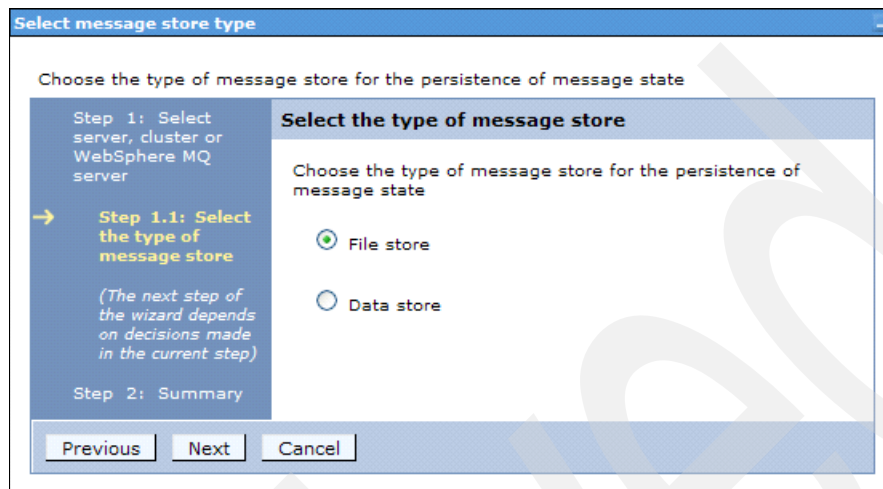 Select message store type
Choose the type of message store for the persistence of message state
Step 1: Select
server, cluster or
WebSphere MQ
server
Step 1.1: Select
the type of
message store
(The next step of
the wizard depends
on decisions made
in the current step)
Step 2: Summary
Select the type of message store
Choose the type of message store for the persistence of
message state
File store
Data store
Previous
Next
Cancel